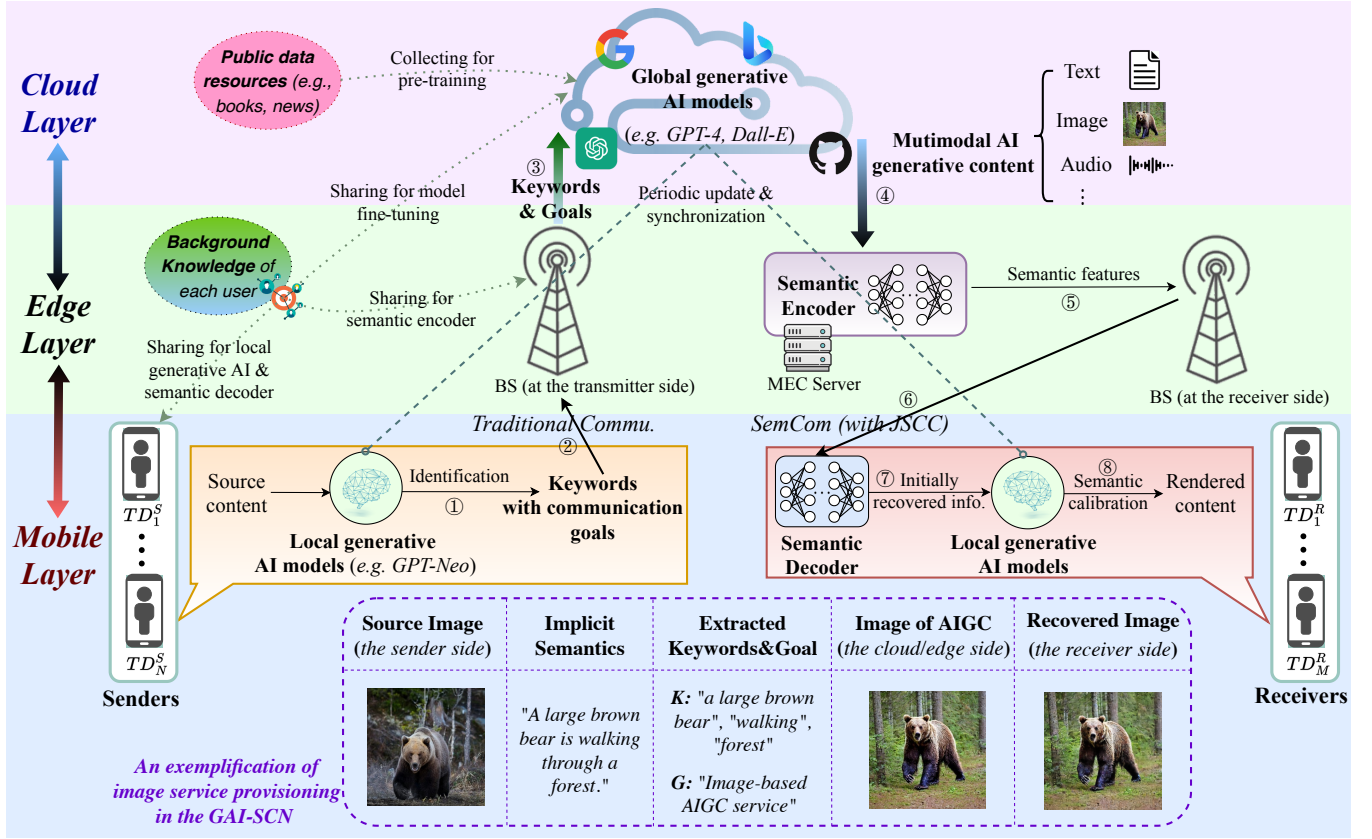 Cloud
Layer
Edge
Layer
Mobile
Layer
Public data
resources (e.g.,
books, news)
Collecting for
pre-training
Global generative
AI models
(e.g. GPT-4, Dall-E)
Mutimodal AI
generative content
Text
Image
Audio
⋮
③
Keywords
& Goals
Sharing for model
fine-tuning
Periodic update &
synchronization
④
Background
Knowledge of
each user
Sharing for
semantic encoder
Sharing for local
generative AI &
semantic decoder
BS (at the transmitter side)
Semantic
Encoder
MEC Server
Semantic features
⑤
BS (at the receiver side)
⑥
Traditional Commu.
②
SemCom (with JSCC)
TD_1^S
TD_N^S
Senders
Source
content
Identification
①
Keywords
with communication
goals
Local generative
AI models (e.g. GPT-Neo)
Semantic
Decoder
⑦ Initially
recovered info.
Local generative
AI models
⑧
Semantic
calibration
Rendered
content
TD_1^R
TD_M^R
Receivers
An exemplification of
image service provisioning
in the GAI-SCN
Source Image
(the sender side)
Implicit
Semantics
"A large brown
bear is walking
through a
forest."
Extracted
Keywords&Goal
K: "a large brown
bear", "walking",
"forest"
G: "Image-based
AIGC service"
Image of AIGC
(the cloud/edge side)
Recovered Image
(the receiver side)